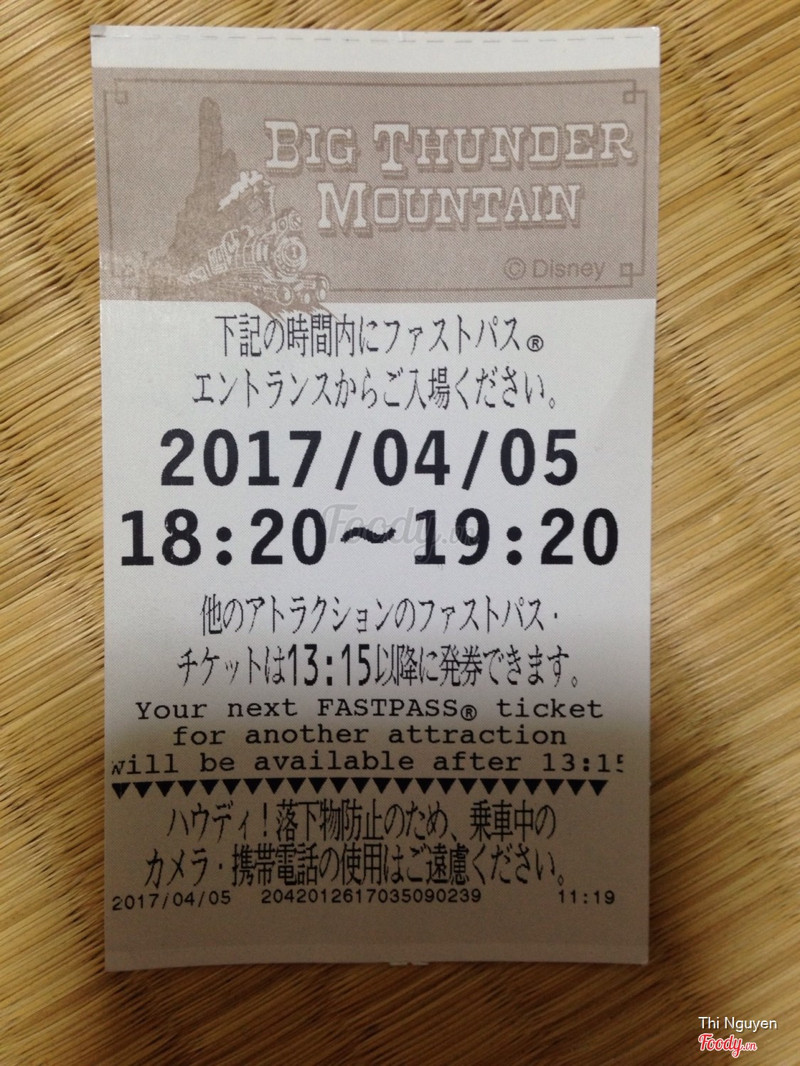 BIG THUNDER
MOUNTAIN
© Disney
下記の時間内にファストパス®
エントランスからご入場ください。
2017/04/05
18:20〜19:20
他のアトラクションのファストパス・
チケットは13:15以降に発券できます。
Your next FASTPASS® ticket
for another attraction
will be available after 13:15
ハウディ！落下物防止のため、乗車中の
カメラ・携帯電話の使用はご遠慮ください。
2017/04/05 2042012617035090239 11:19
Foody.vn
Thi Nguyen
Foody.vn